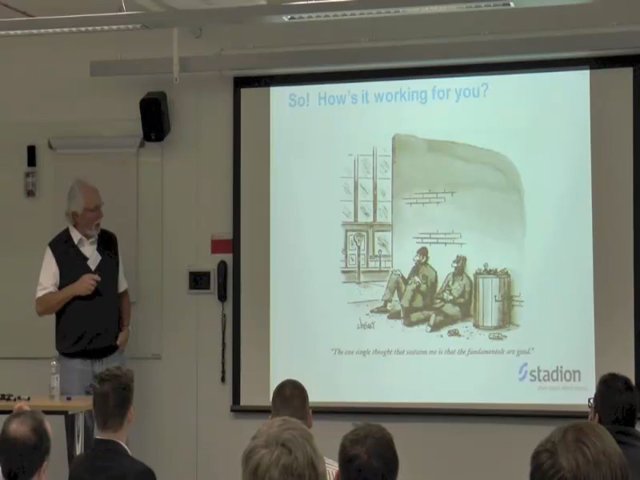 So! How's it working for you?
"The one single thought that sustains me is that the fundamentals are good."
stadion